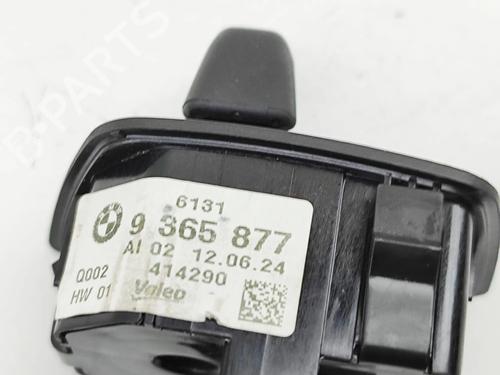 6131
9 365 877
AI 02 12.06.24
Q002 414290
HW 01 Valeo
B-PARTS